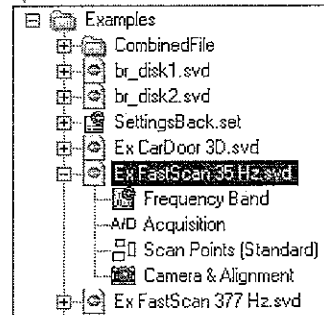 Examples
CombinedFile
br_disk1.svd
br_disk2.svd
SettingsBack.set
Ex CarDoor 3D.svd
Ex FastScan 35 Hz.svd
Frequency Band
A/D Acquisition
Scan Points (Standard)
Camera & Alignment
Ex FastScan 377 Hz.svd